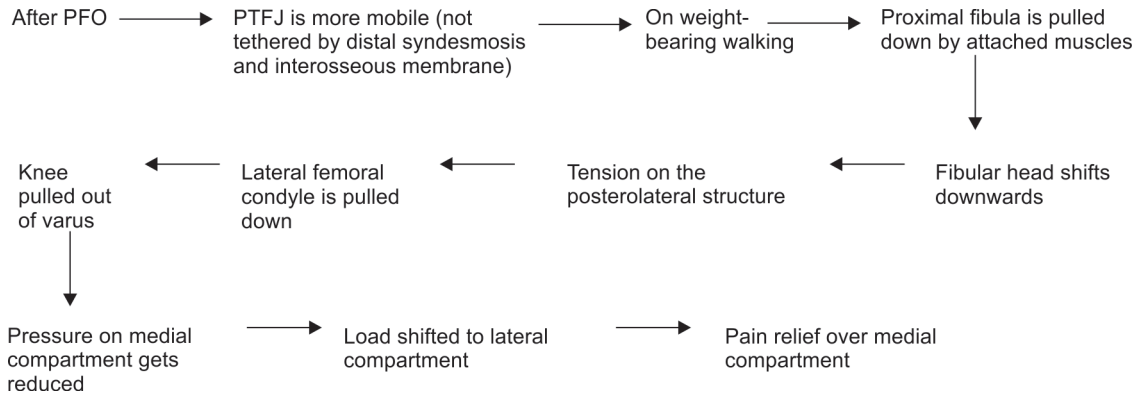 After PFO
PTFJ is more mobile (not
tethered by distal syndesmosis
and interosseous membrane)
On weight-
bearing walking
Proximal fibula is pulled
down by attached muscles
Fibular head shifts
downwards
Tension on the
posterolateral structure
Lateral femoral
condyle is pulled
down
Knee
pulled out
of varus
Pressure on medial
compartment gets
reduced
Load shifted to lateral
compartment
Pain relief over medial
compartment